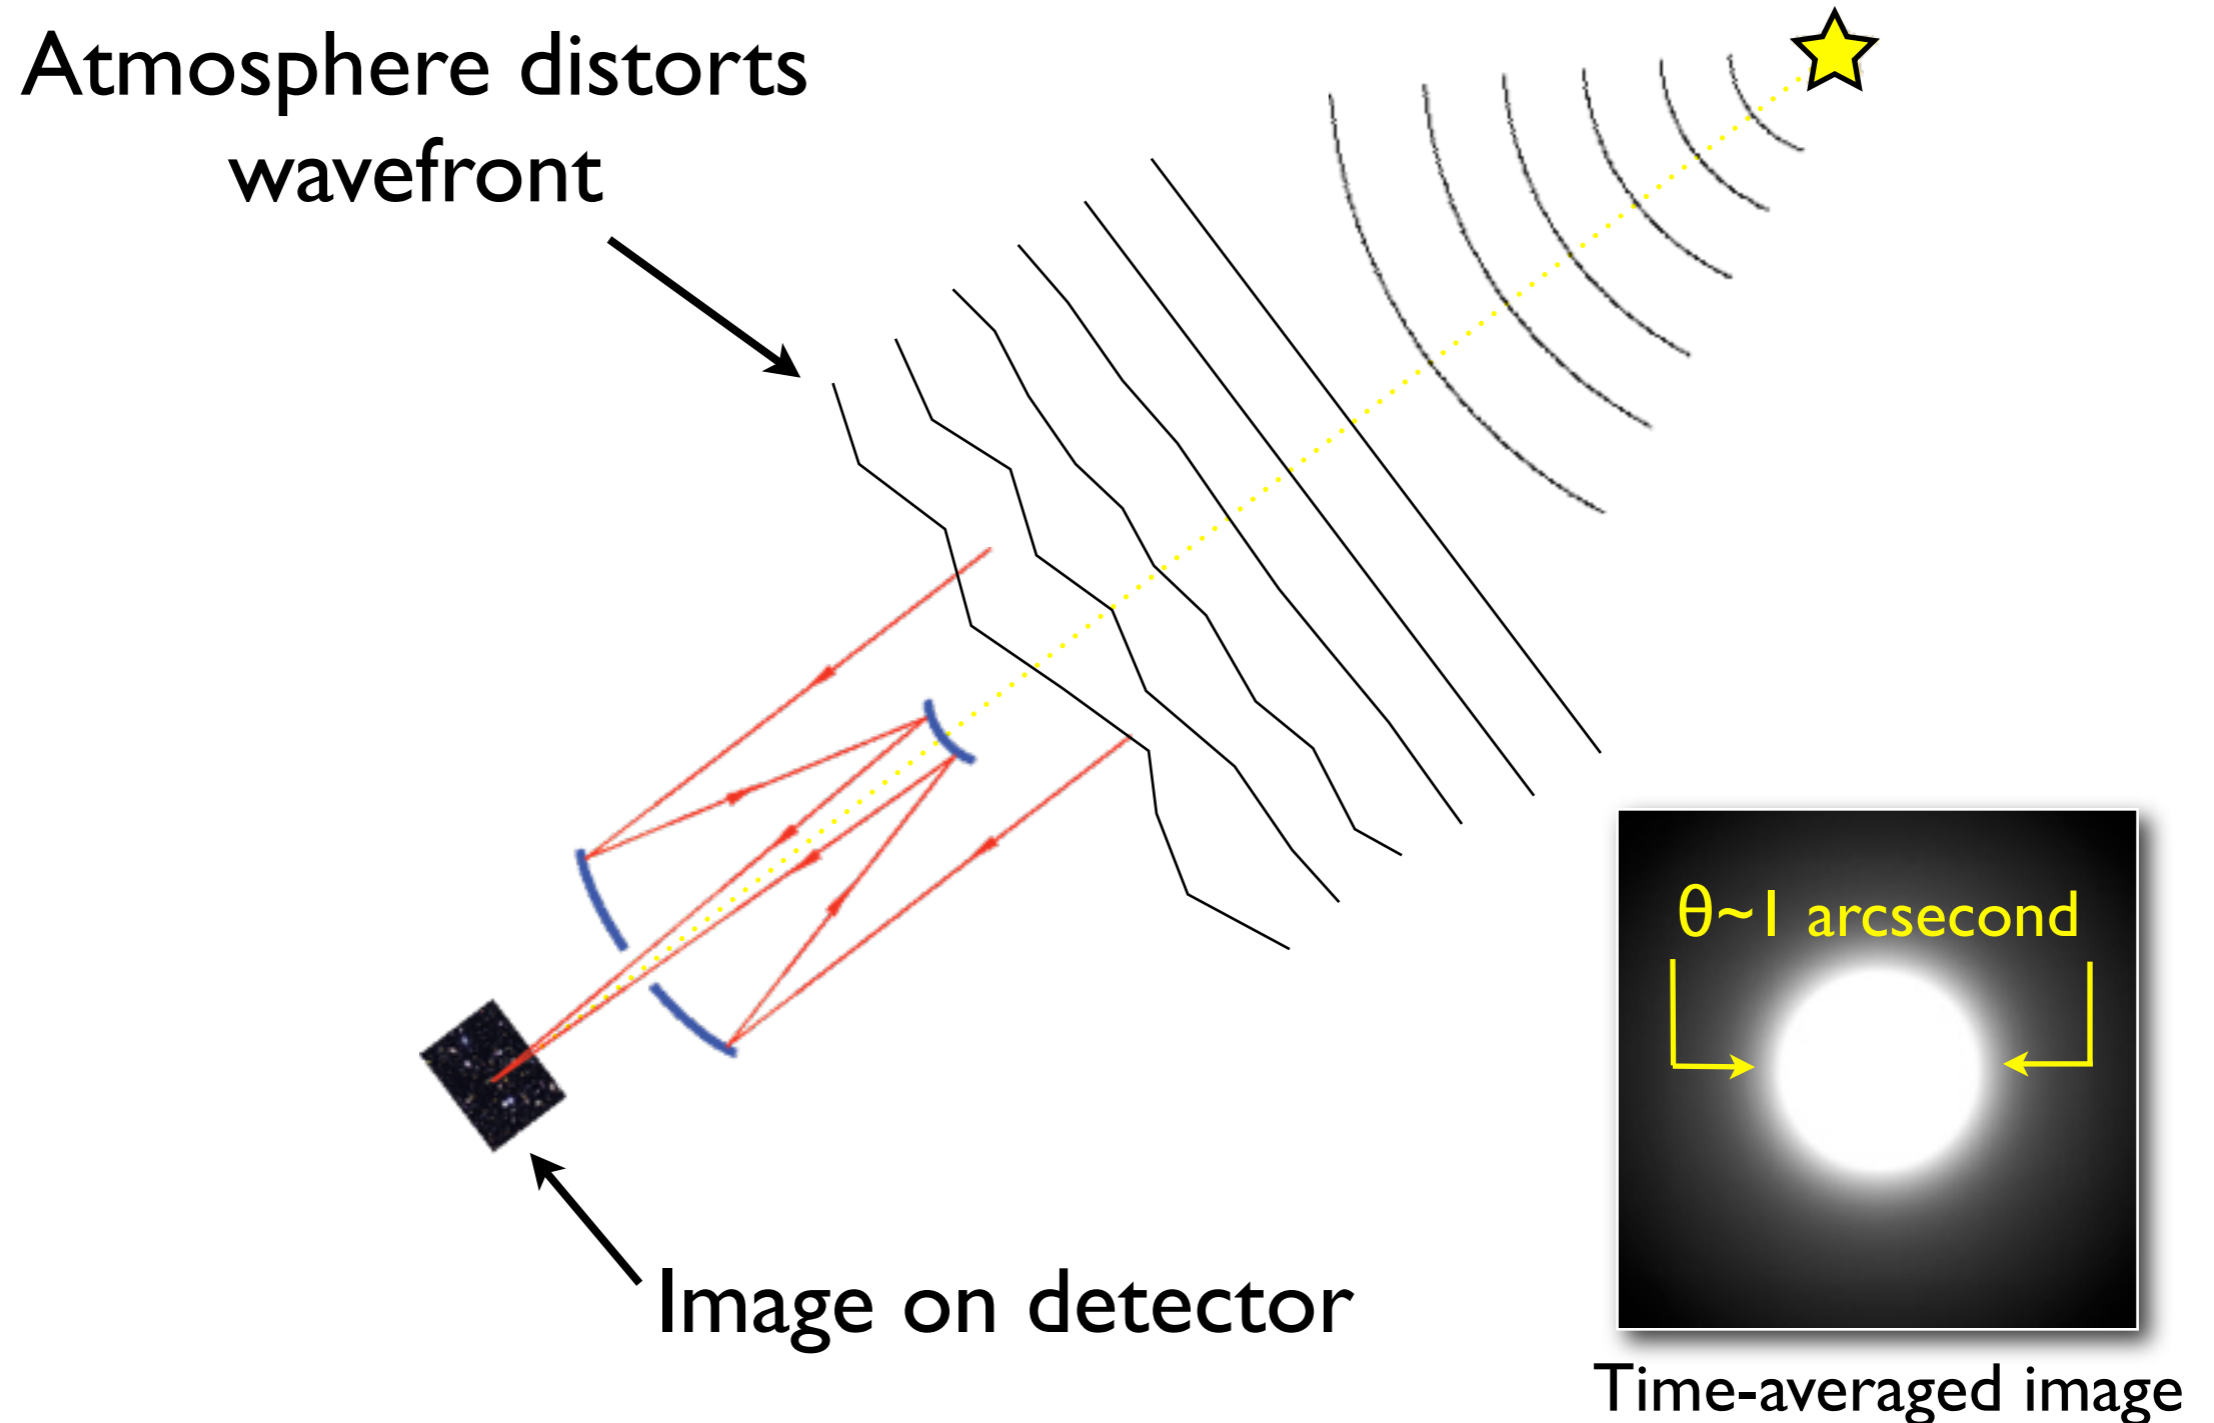 Atmosphere distorts
wavefront
θ~1 arcsecond
Image on detector
Time-averaged image